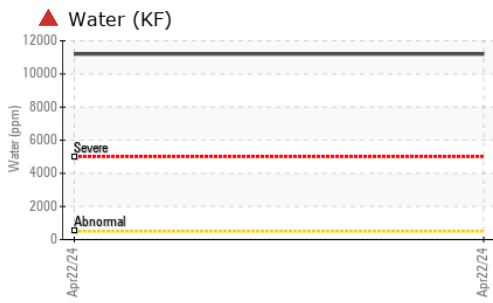 Water (KF)
12000
10000
8000
6000
4000
2000
0
Water (ppm)
Severe
Abnormal
Apr22/24
Apr22/24